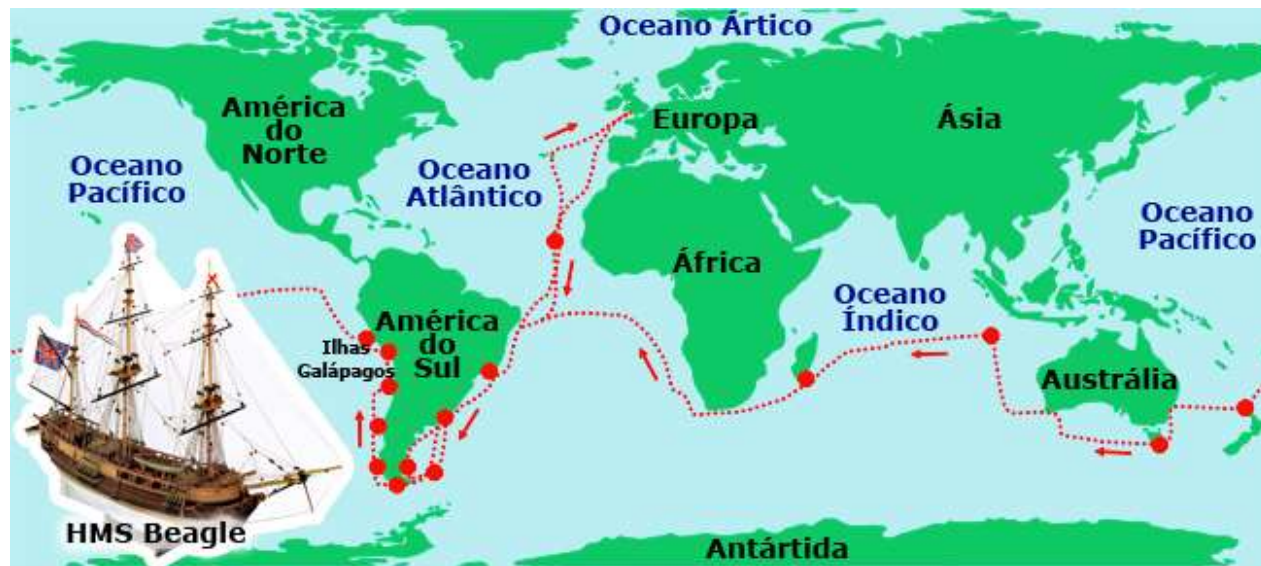 Oceano Ártico
América
do
Norte
Europa
Ásia
Oceano
Pacífico
Oceano
Atlântico
Oceano
Pacífico
África
Oceano
Índico
América
do
Sul
Ilhas
Galápagos
Austrália
HMS Beagle
Antártida